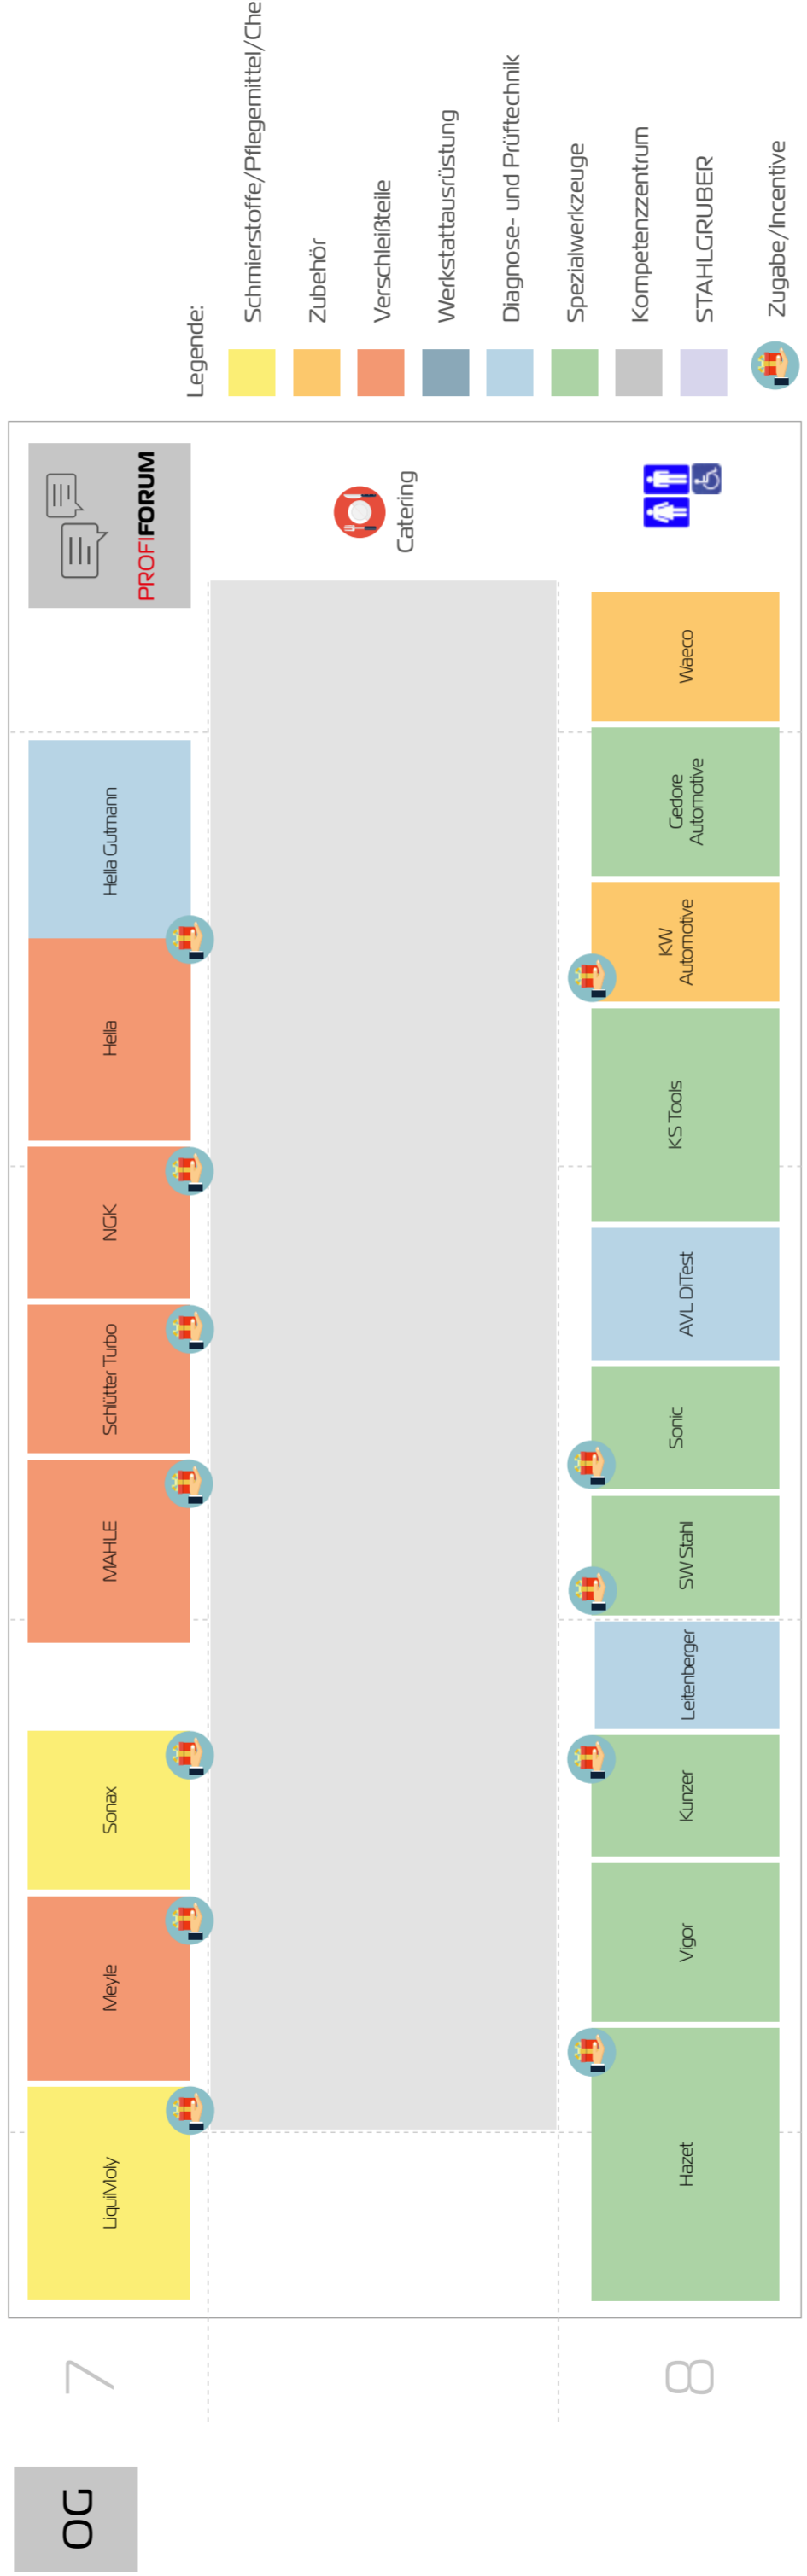 OG
7
LiquiMoly
Meyle
Sonax
MAHLE
Schlütter Turbo
NGK
Hella
Hella Gutmann
PROFIFORUM
Catering
8
Hazet
Vigor
Kunzer
Leitenberger
SW Stahl
Sonic
AVL DiTest
KS Tools
KW
Automotive
Gedore
Automotive
Waeco
Legende:
Schmierstoffe/Pflegemittel/Che
Zubehör
Verschleißteile
Werkstattausrüstung
Diagnose- und Prüftechnik
Spezialwerkzeuge
Kompetenzzentrum
STAHLGRUBER
Zugabe/Incentive